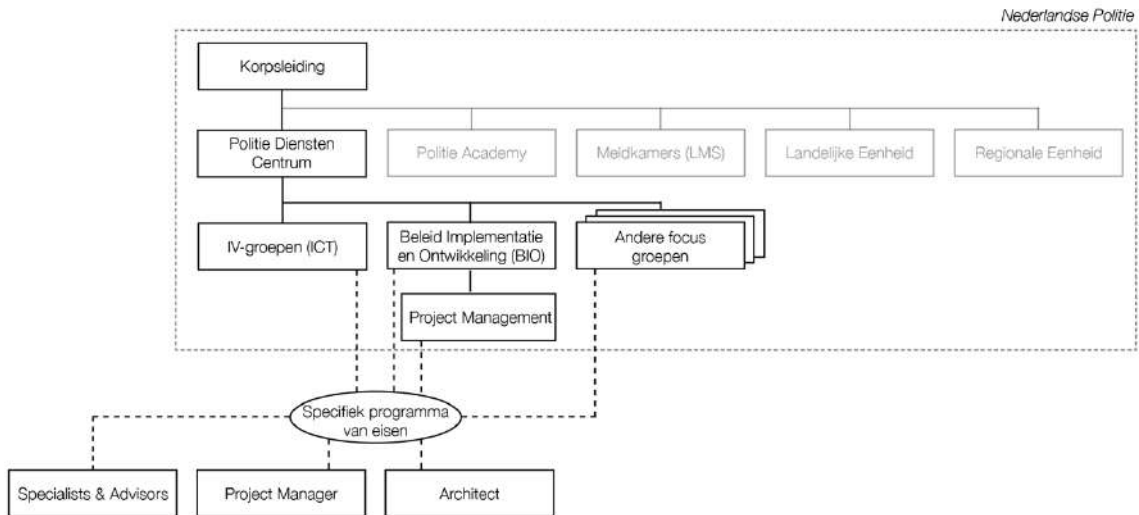 Nederlandse Politie
Korpsleiding
Politie Diensten
Centrum
Politie Academy
Meldkamers (LMS)
Landelijke Eenheid
Regionale Eenheid
IV-groepen (ICT)
Beleid Implementatie
en Ontwikkeling (BIO)
Andere focus
groepen
Project Management
Specifiek programma
van eisen
Specialists & Advisors
Project Manager
Architect